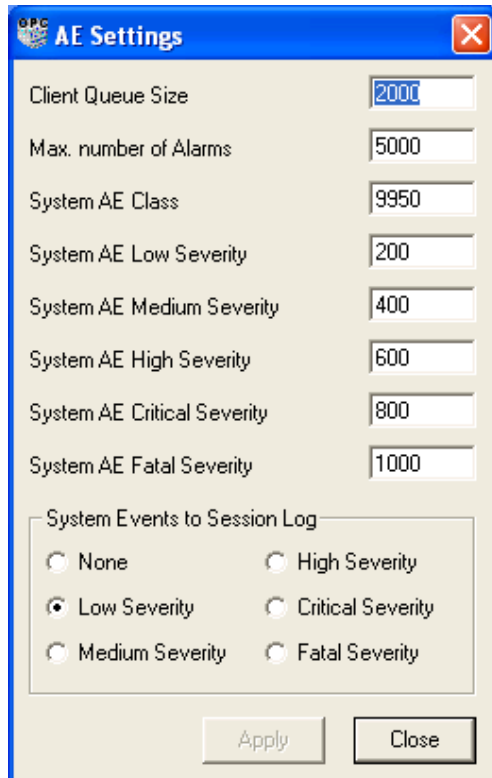 OPC AE Settings
Client Queue Size 2000
Max. number of Alarms 5000
System AE Class 9950
System AE Low Severity 200
System AE Medium Severity 400
System AE High Severity 600
System AE Critical Severity 800
System AE Fatal Severity 1000
System Events to Session Log
None High Severity
Low Severity Critical Severity
Medium Severity Fatal Severity
Apply Close